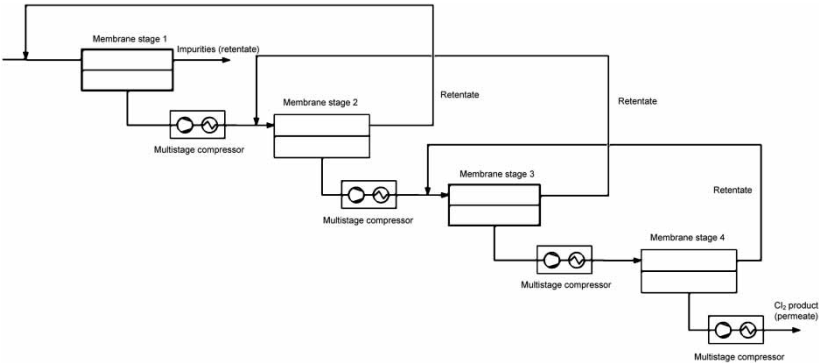 Membrane stage 1
Impurities (retentate)
Multistage compressor
Membrane stage 2
Retentate
Retentate
Multistage compressor
Membrane stage 3
Retentate
Multistage compressor
Membrane stage 4
Cl₂ product
(permeate)
Multistage compressor